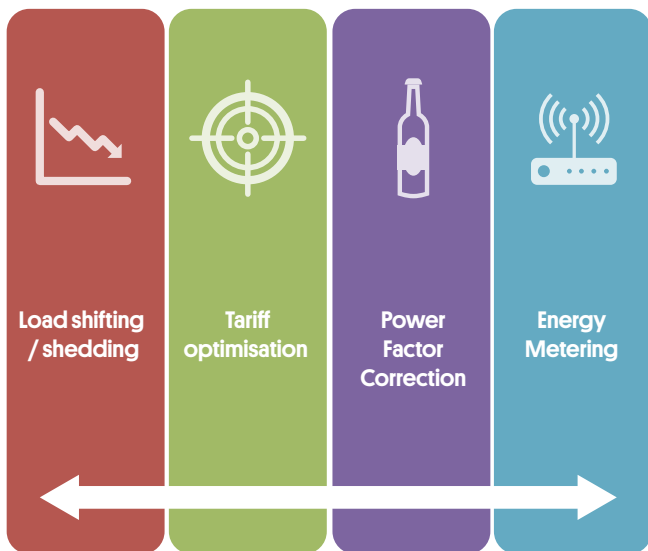 Load shifting
/ shedding
Tariff
optimisation
Power
Factor
Correction
Energy
Metering